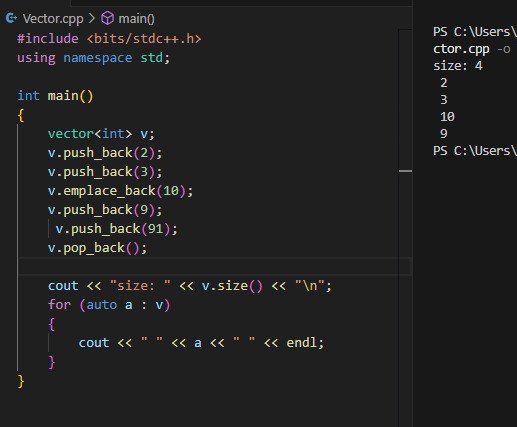 Vector.cpp > main()
#include <bits/stdc++.h>
using namespace std;
int main()
{
vector<int> v;
v.push_back(2);
v.push_back(3);
v.emplace_back(10);
v.push_back(9);
v.push_back(91);
v.pop_back();
cout << "size: " << v.size() << "\n";
for (auto a : v)
{
cout << " " << a << " " << endl;
}
}
PS C:\Users\
ctor.cpp -o
size: 4
2
3
10
9
PS C:\Users\